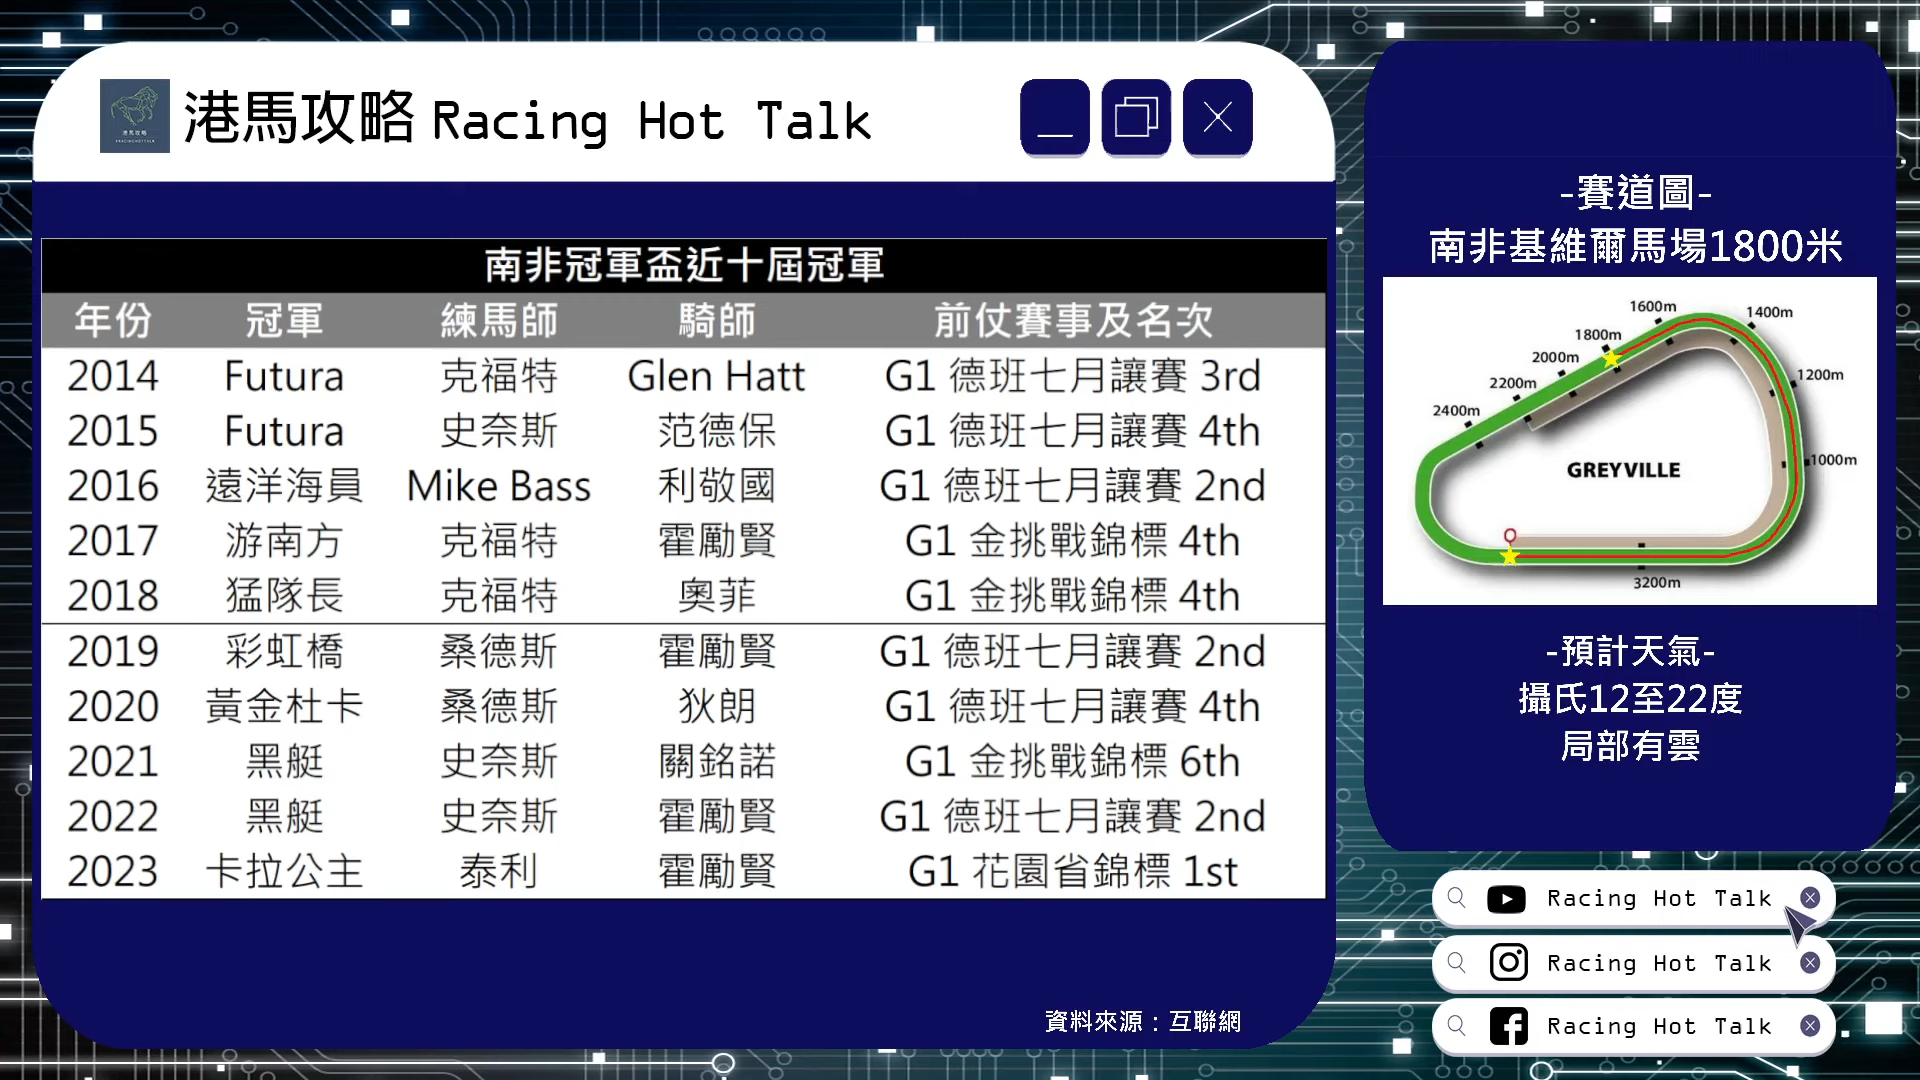 港馬攻略 Racing Hot Talk
南非冠軍盃近十屆冠軍
年份 冠軍 練馬師 騎師 前仗賽事及名次
2014 Futura 克福特 Glen Hatt G1 德班七月讓賽 3rd
2015 Futura 史奈斯 范德保 G1 德班七月讓賽 4th
2016 遠洋海員 Mike Bass 利敬國 G1 德班七月讓賽 2nd
2017 游南方 克福特 霍勵賢 G1 金挑戰錦標 4th
2018 猛隊長 克福特 奧菲 G1 金挑戰錦標 4th
2019 彩虹橋 桑德斯 霍勵賢 G1 德班七月讓賽 2nd
2020 黃金杜卡 桑德斯 狄朗 G1 德班七月讓賽 4th
2021 黑艇 史奈斯 關銘諾 G1 金挑戰錦標 6th
2022 黑艇 史奈斯 霍勵賢 G1 德班七月讓賽 2nd
2023 卡拉公主 泰利 霍勵賢 G1 花園省錦標 1st
資料來源：互聯網
-賽道圖-
南非基維爾馬場1800米
1600m
1400m
1800m
2000m
1200m
2200m
2400m
1000m
GREYVILLE
3200m
-預計天氣-
攝氏12至22度
局部有雲
Racing Hot Talk
Racing Hot Talk
Racing Hot Talk